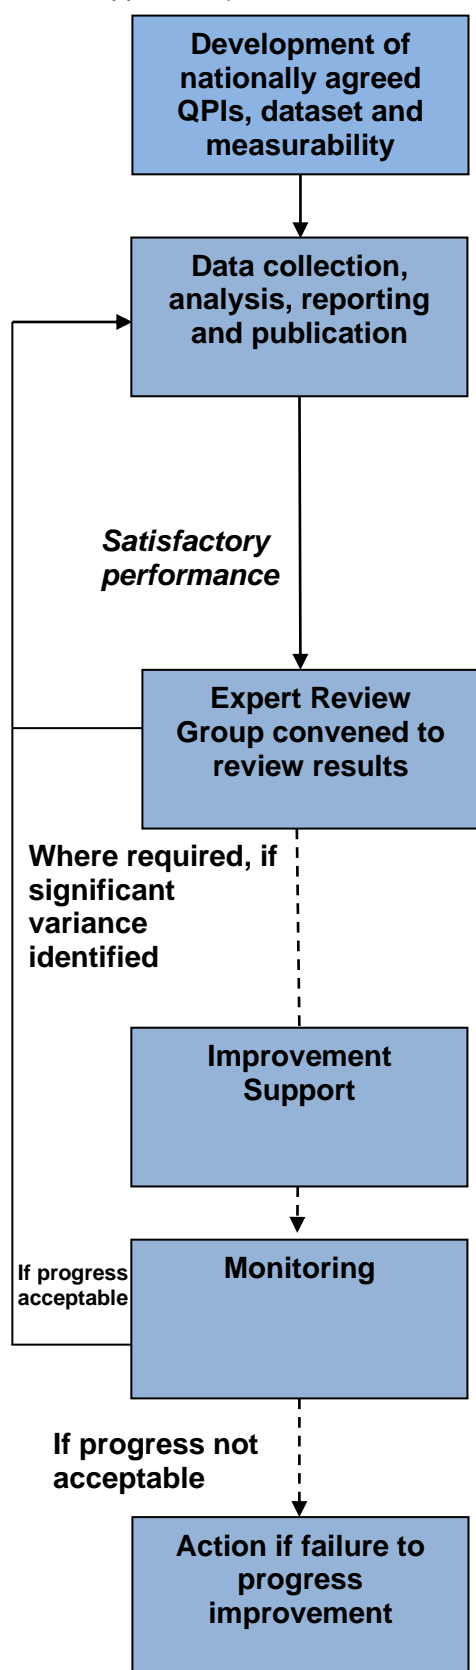 Development of
nationally agreed
QPIs, dataset and
measurability
Data collection,
analysis, reporting
and publication
Satisfactory
performance
Expert Review
Group convened to
review results
Where required, if
significant
variance
identified
Improvement
Support
Monitoring
If progress
acceptable
If progress not
acceptable
Action if failure to
progress
improvement